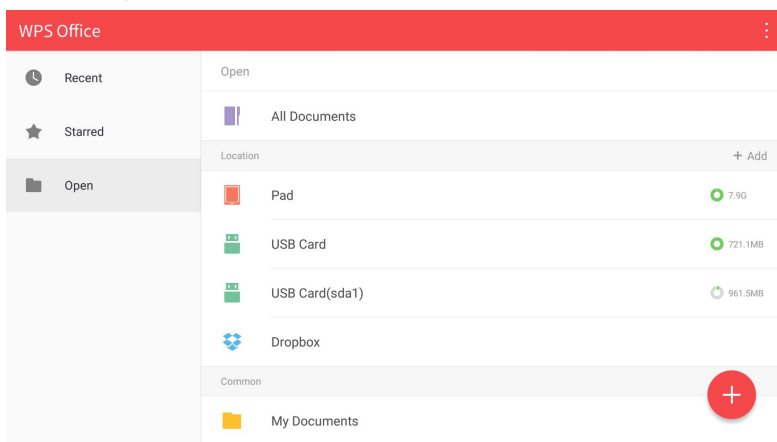 WPS Office
Recent
Starred
Open
Open
All Documents
Location
+ Add
Pad
7.9G
USB Card
721.1MB
USB Card(sda1)
961.5MB
Dropbox
Common
My Documents